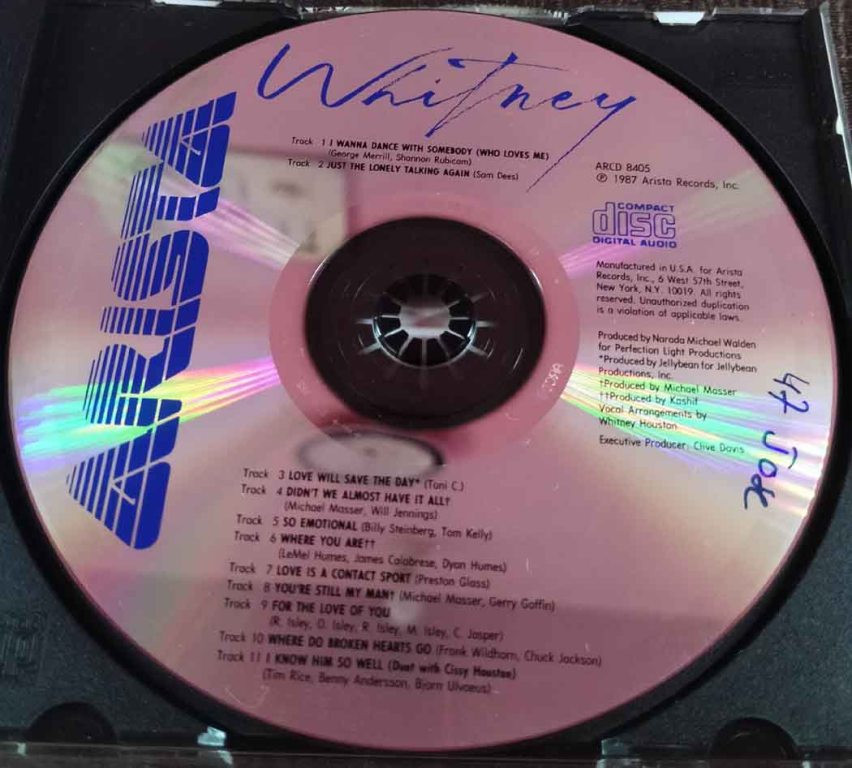 Whitney
ARISTA
Track 1 I WANNA DANCE WITH SOMEBODY (WHO LOVES ME)
(George Merrill, Shannon Rubicam)
Track 2 JUST THE LONELY TALKING AGAIN (Sam Dees)
ARCD 8405
℗ 1987 Arista Records, Inc.
COMPACT
disc
DIGITAL AUDIO
Manufactured in U.S.A. for Arista
Records, Inc., 6 West 57th Street,
New York, N.Y. 10019. All rights
reserved. Unauthorized duplication
is a violation of applicable laws.
Produced by Narada Michael Walden
for Perfection Light Productions
*Produced by Jellybean for Jellybean
Productions, Inc.
†Produced by Michael Masser
††Produced by Kashif
Vocal Arrangements by
Whitney Houston
Executive Producer: Clive Davis
Track 3 LOVE WILL SAVE THE DAY* (Toni C.)
Track 4 DIDN'T WE ALMOST HAVE IT ALL†
(Michael Masser, Will Jennings)
Track 5 SO EMOTIONAL (Billy Steinberg, Tom Kelly)
Track 6 WHERE YOU ARE††
(LeMel Humes, James Calabrese, Dyan Humes)
Track 7 LOVE IS A CONTACT SPORT (Preston Glass)
Track 8 YOU'RE STILL MY MAN† (Michael Masser, Gerry Goffin)
Track 9 FOR THE LOVE OF YOU
(R. Isley, O. Isley, R. Isley, M. Isley, C. Jasper)
Track 10 WHERE DO BROKEN HEARTS GO (Frank Wildhorn, Chuck Jackson)
Track 11 I KNOW HIM SO WELL (Duet with Cissy Houston)
(Tim Rice, Benny Andersson, Bjorn Ulvaeus)